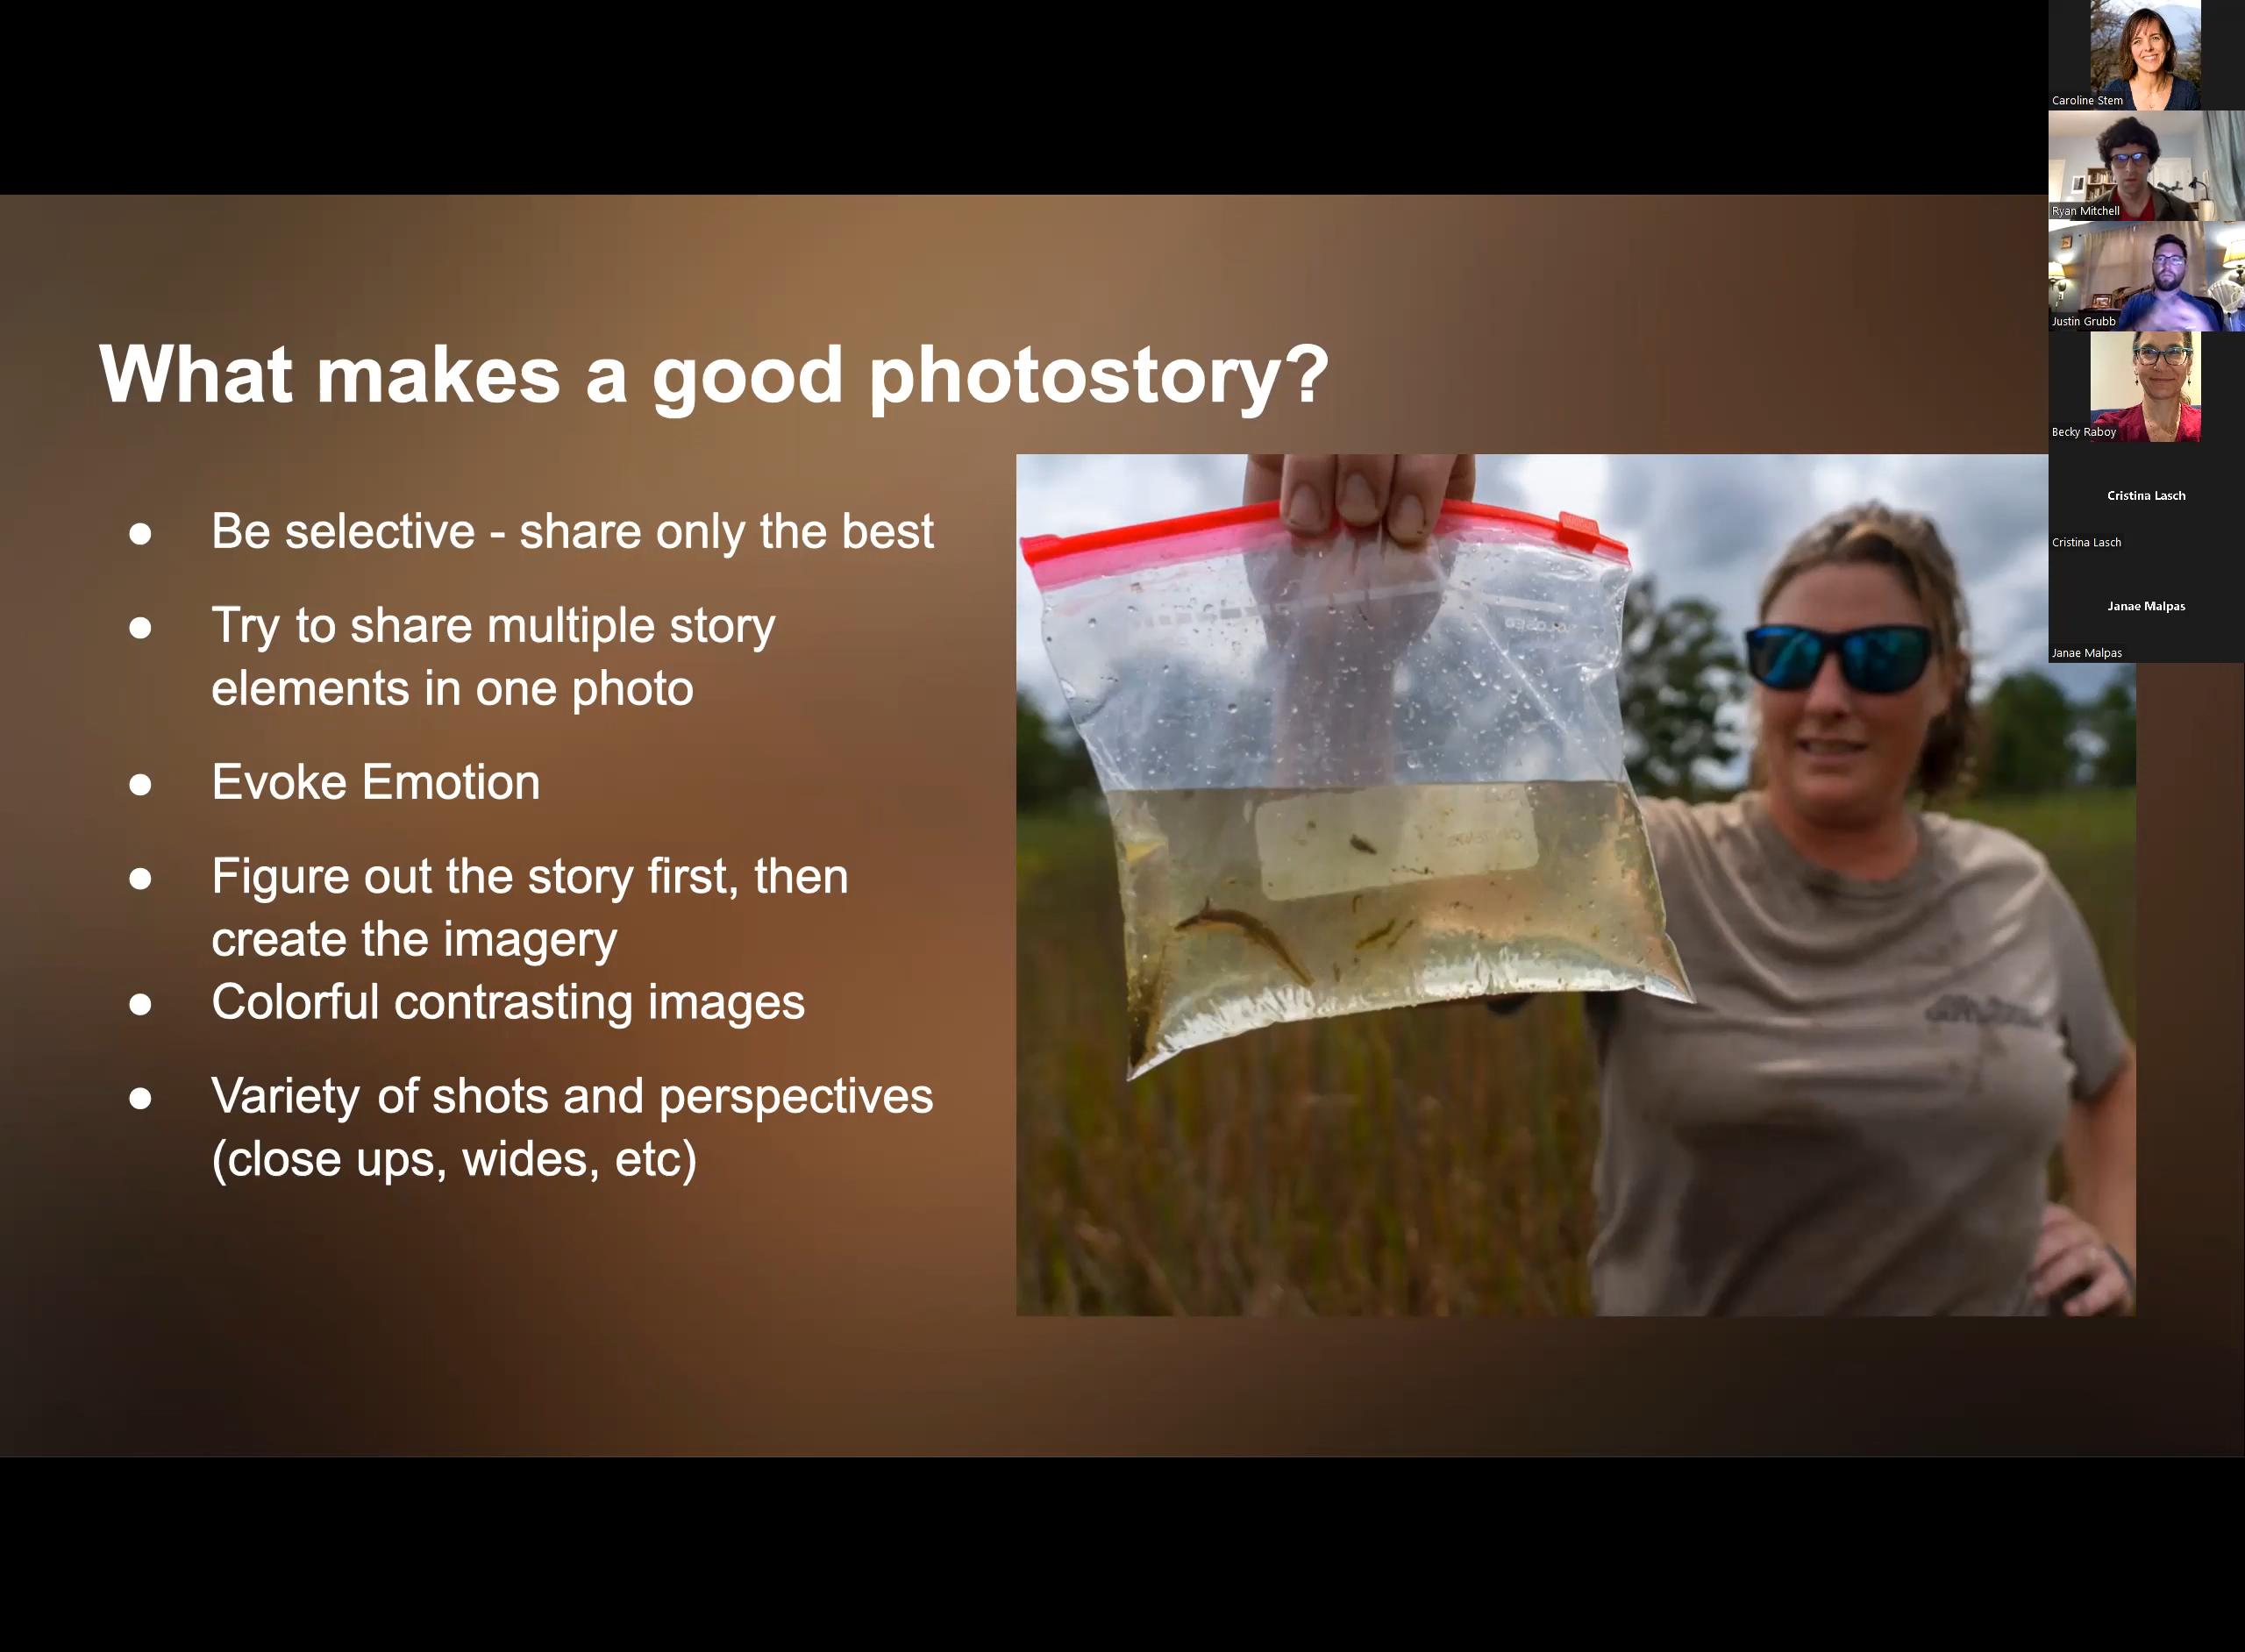 What makes a good photostory?
● Be selective - share only the best
● Try to share multiple story
elements in one photo
● Evoke Emotion
● Figure out the story first, then
create the imagery
● Colorful contrasting images
● Variety of shots and perspectives
(close ups, wides, etc)
Caroline Stem
Ryan Mitchell
Justin Grubb
Becky Raboy
Cristina Lasch
Cristina Lasch
Janae Malpas
Janae Malpas